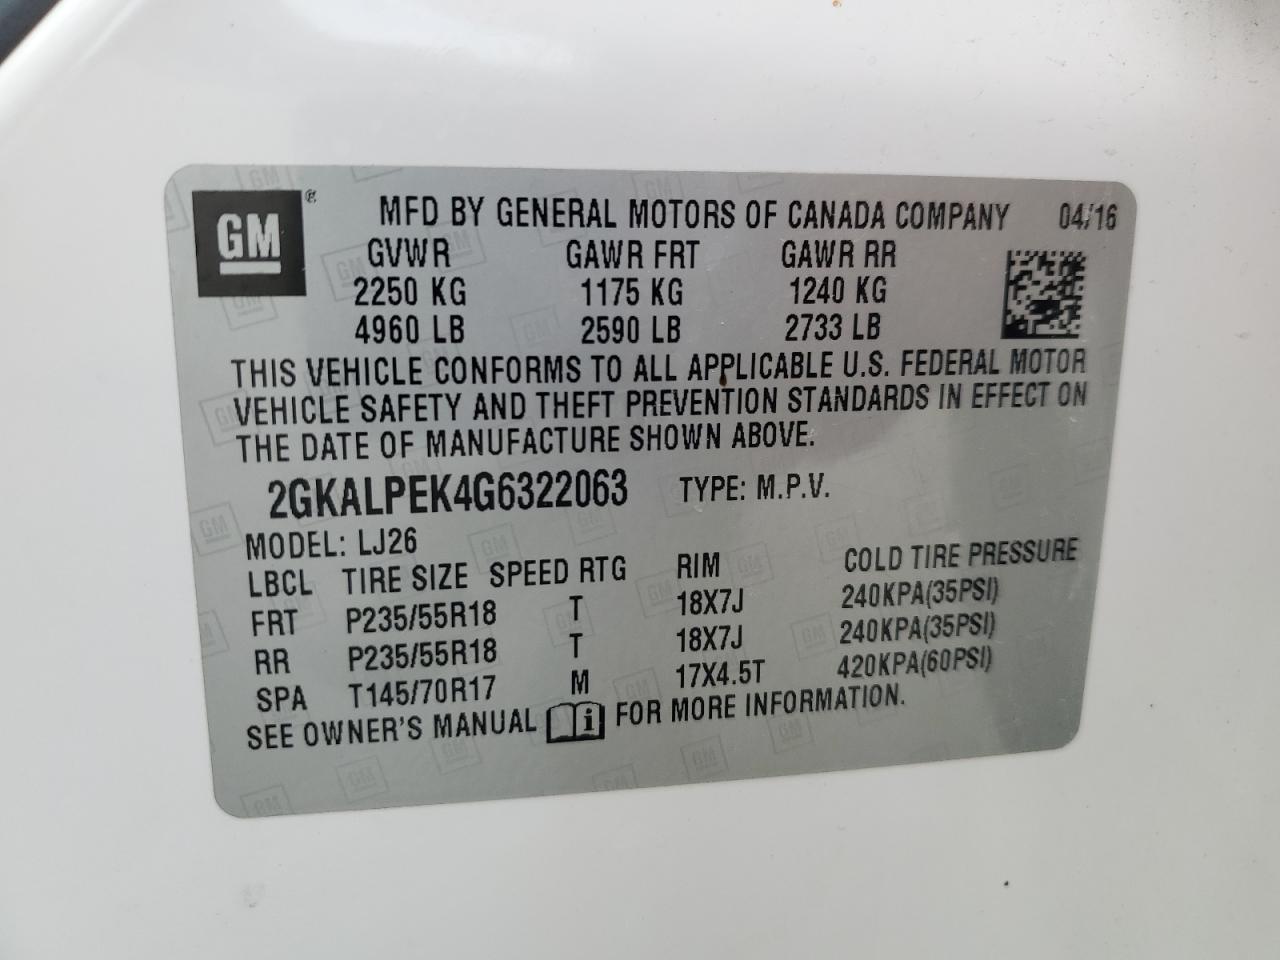 GM ® MFD BY GENERAL MOTORS OF CANADA COMPANY 04/16
GVWR GAWR FRT GAWR RR
2250 KG 1175 KG 1240 KG
4960 LB 2590 LB 2733 LB
THIS VEHICLE CONFORMS TO ALL APPLICABLE U.S. FEDERAL MOTOR
VEHICLE SAFETY AND THEFT PREVENTION STANDARDS IN EFFECT ON
THE DATE OF MANUFACTURE SHOWN ABOVE.
2GKALPEK4G6322063 TYPE: M.P.V.
MODEL: LJ26
LBCL TIRE SIZE SPEED RTG RIM COLD TIRE PRESSURE
FRT P235/55R18 T 18X7J 240KPA(35PSI)
RR P235/55R18 T 18X7J 240KPA(35PSI)
SPA T145/70R17 M 17X4.5T 420KPA(60PSI)
SEE OWNER'S MANUAL i FOR MORE INFORMATION.